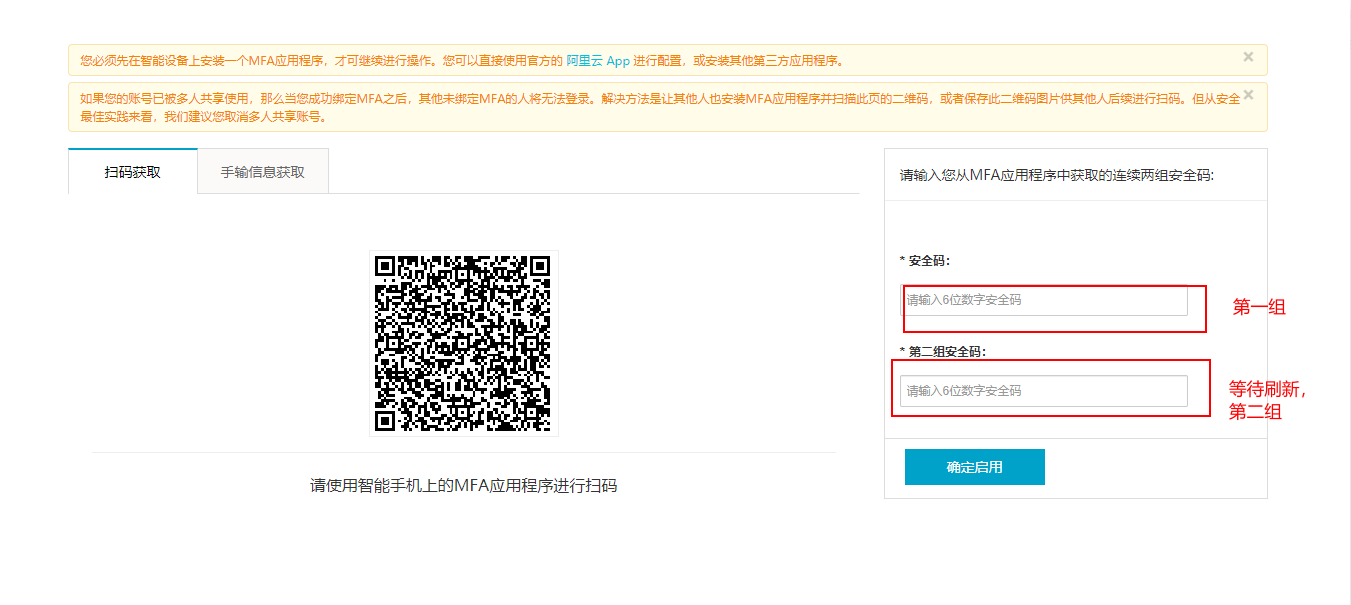 您必须先在智能设备上安装一个MFA应用程序，才可继续进行操作。您可以直接使用官方的 阿里云 App 进行配置，或安装其他第三方应用程序。
如果您的账号已被多人共享使用，那么当您成功绑定MFA之后，其他未绑定MFA的人将无法登录。解决方法是让其他人也安装MFA应用程序并扫描此页的二维码，或者保存此二维码图片供其他人后续进行扫码。但从安全
最佳实践来看，我们建议您取消多人共享账号。
扫码获取
手输信息获取
请使用智能手机上的MFA应用程序进行扫码
请输入您从MFA应用程序中获取的连续两组安全码:
* 安全码：
请输入6位数字安全码
第一组
* 第二组安全码：
请输入6位数字安全码
等待刷新，
第二组
确定启用